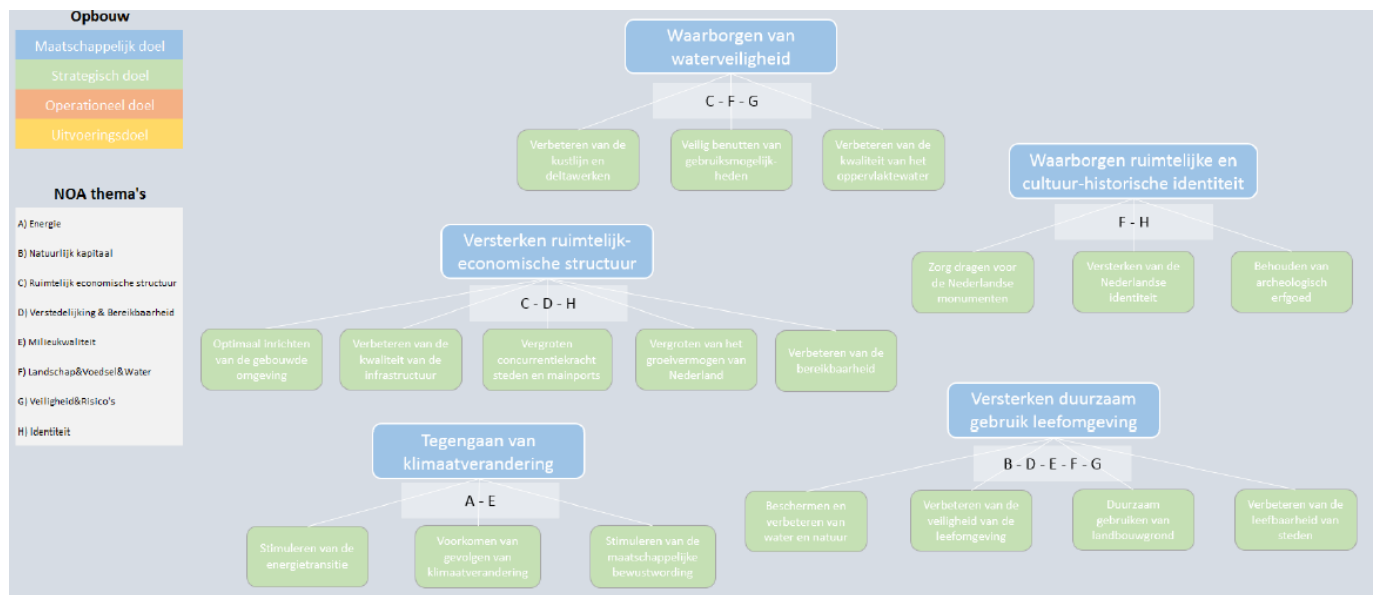 Opbouw
Maatschappelijk doel
Strategisch doel
Operationeel doel
Uitvoeringsdoel
NOA thema's
A) Energie
B) Natuurlijk kapitaal
C) Ruimtelijk economische structuur
D) Verstedelijking & Bereikbaarheid
E) Milieukwaliteit
F) Landschap&Voedsel&Water
G) Veiligheid&Risico's
H) Identiteit
Waarborgen van
waterveiligheid
C - F - G
Verbeteren van de
kustlijn en
deltawerken
Veilig benutten van
gebruiksmogelijk-
heden
Verbeteren van de
kwaliteit van het
oppervlaktewater
Waarborgen ruimtelijke en
cultuur-historische identiteit
F - H
Zorg dragen voor
de Nederlandse
monumenten
Versterken van de
Nederlandse
identiteit
Behouden van
archeologisch
erfgoed
Versterken ruimtelijk-
economische structuur
C - D - H
Optimaal inrichten
van de gebouwde
omgeving
Verbeteren van de
kwaliteit van de
infrastructuur
Vergroten
concurrentiekracht
steden en mainports
Vergroten van het
groeivermogen van
Nederland
Verbeteren van de
bereikbaarheid
Versterken duurzaam
gebruik leefomgeving
B - D - E - F - G
Beschermen en
verbeteren van
water en natuur
Verbeteren van de
veiligheid van de
leefomgeving
Duurzaam
gebruiken van
landbouwgrond
Verbeteren van de
leefbaarheid van
steden
Tegengaan van
klimaatverandering
A - E
Stimuleren van de
energietransitie
Voorkomen van
gevolgen van
klimaatverandering
Stimuleren van de
maatschappelijke
bewustwording